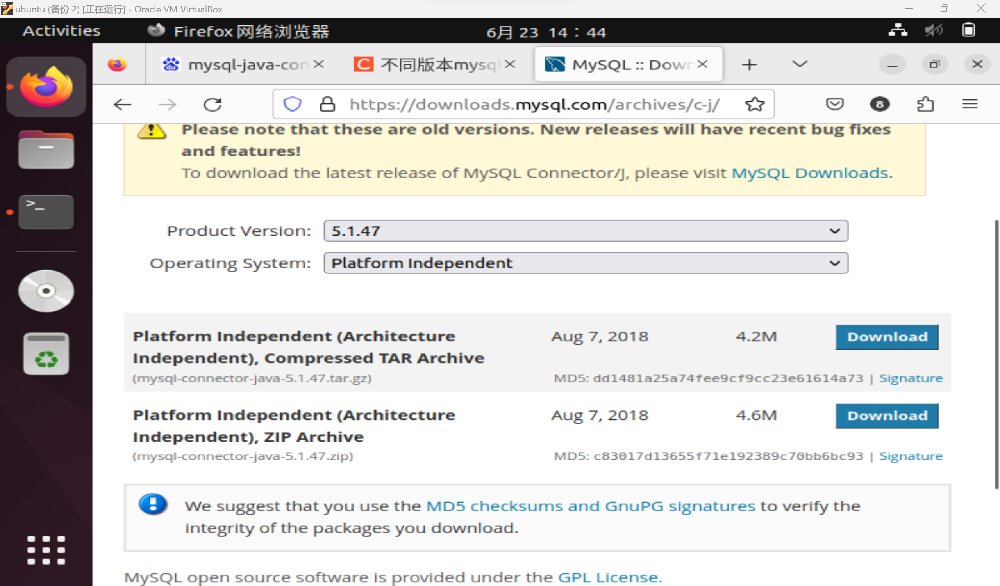 64
ubuntu (备份 2) [正在运行] - Oracle VM VirtualBox
Activities
Firefox 网络浏览器
6月 23 14：44
mysql-java-con
不同版本mysql
MySQL :: Down
https://downloads.mysql.com/archives/c-j/
8
Please note that these are old versions. New releases will have recent bug fixes
and features!
To download the latest release of MySQL Connector/J, please visit MySQL Downloads.
Product Version: 5.1.47
Operating System: Platform Independent
Platform Independent (Architecture Aug 7, 2018 4.2M Download
Independent), Compressed TAR Archive
(mysql-connector-java-5.1.47.tar.gz) MD5: dd1481a25a74fee9cf9cc23e61614a73 | Signature
Platform Independent (Architecture Aug 7, 2018 4.6M Download
Independent), ZIP Archive
(mysql-connector-java-5.1.47.zip) MD5: c83017d13655f71e192389c70bb6bc93 | Signature
We suggest that you use the MD5 checksums and GnuPG signatures to verify the
integrity of the packages you download.
MySQL open source software is provided under the GPL License.